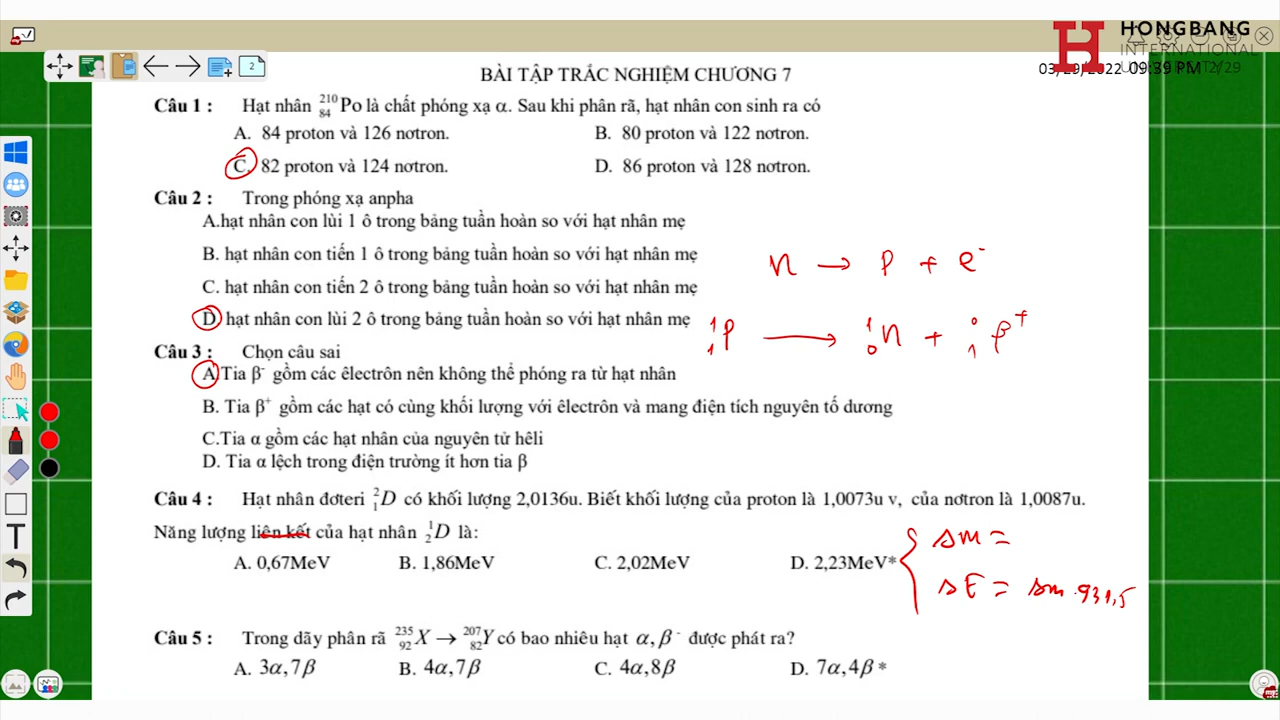 HONGBANG
INTERNATIONAL
03/29/2022 09:39 PM 2/29
2
BÀI TẬP TRẮC NGHIỆM CHƯƠNG 7
Câu 1 : Hạt nhân ²¹⁰₈₄Po là chất phóng xạ α. Sau khi phân rã, hạt nhân con sinh ra có
A. 84 proton và 126 nơtron. B. 80 proton và 122 nơtron.
C. 82 proton và 124 nơtron. D. 86 proton và 128 nơtron.
Câu 2 : Trong phóng xạ anpha
A.hạt nhân con lùi 1 ô trong bảng tuần hoàn so với hạt nhân mẹ
B. hạt nhân con tiến 1 ô trong bảng tuần hoàn so với hạt nhân mẹ
n → p + e⁻
C. hạt nhân con tiến 2 ô trong bảng tuần hoàn so với hạt nhân mẹ
D. hạt nhân con lùi 2 ô trong bảng tuần hoàn so với hạt nhân mẹ
¹₁p → ¹₀n + ⁰₁β⁺
Câu 3 : Chọn câu sai
A Tia β⁻ gồm các êlectrôn nên không thể phóng ra từ hạt nhân
B. Tia β⁺ gồm các hạt có cùng khối lượng với êlectrôn và mang điện tích nguyên tố dương
C.Tia α gồm các hạt nhân của nguyên tử hêli
D. Tia α lệch trong điện trường ít hơn tia β
Câu 4 : Hạt nhân đơteri ²₁D có khối lượng 2,0136u. Biết khối lượng của proton là 1,0073u v, của nơtron là 1,0087u.
Năng lượng liên kết của hạt nhân ¹₂D là:
A. 0,67MeV B. 1,86MeV C. 2,02MeV D. 2,23MeV*
Δm =
ΔE = Δm.931,5
Câu 5 : Trong dãy phân rã ²³⁵₉₂X → ²⁰⁷₈₂Y có bao nhiêu hạt α, β⁻ được phát ra?
A. 3α,7β B. 4α,7β C. 4α,8β D. 7α,4β *